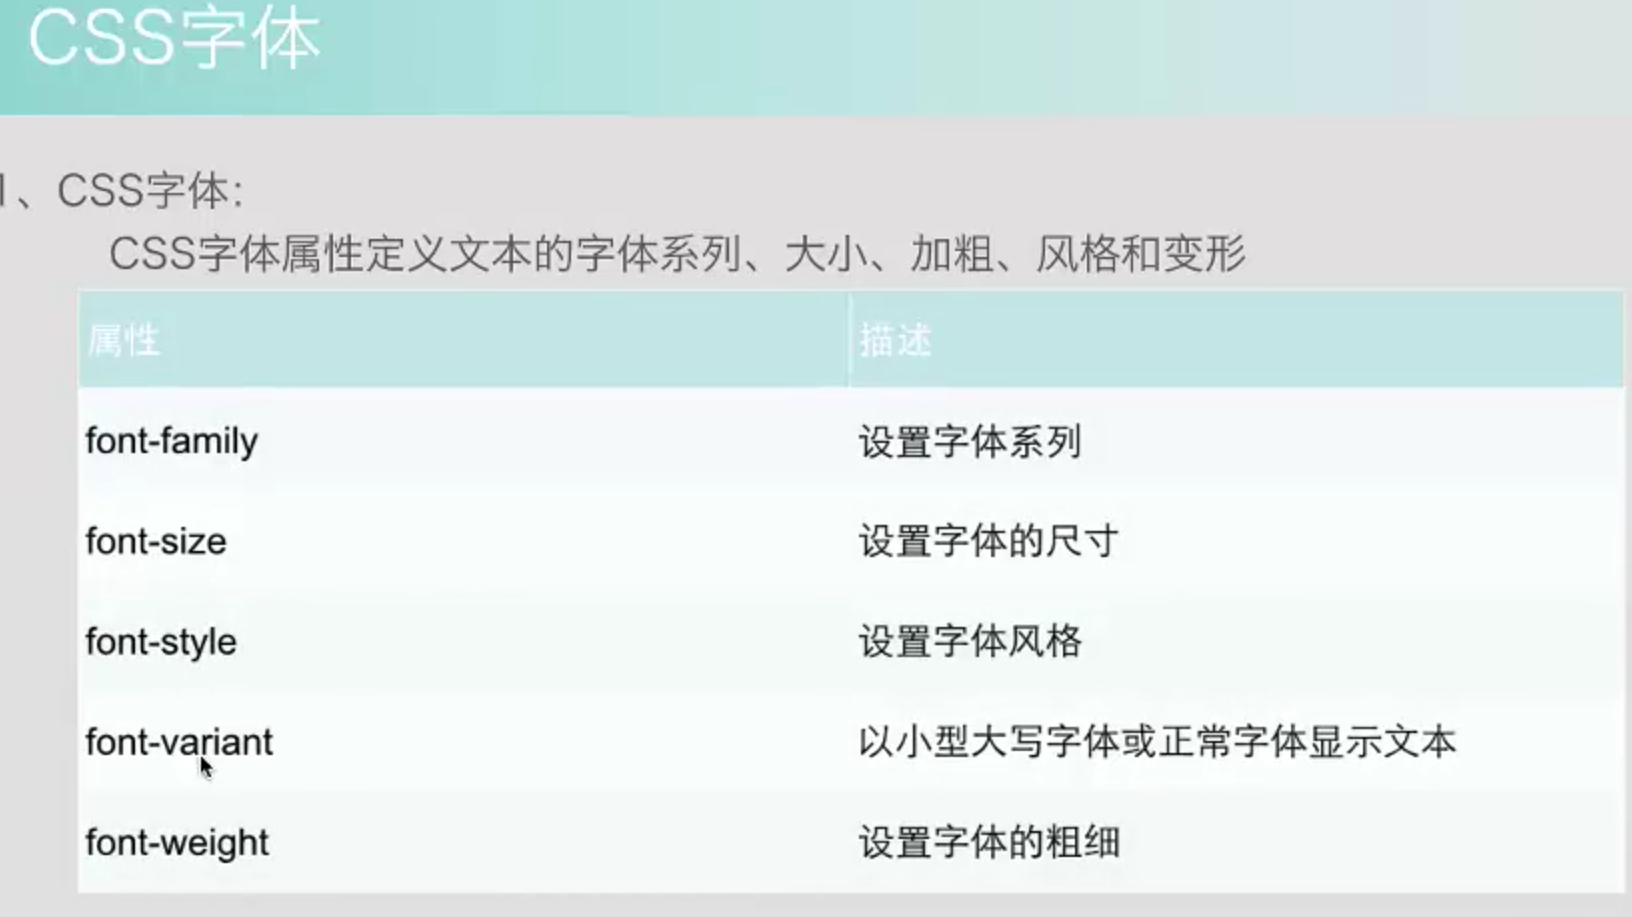 CSS字体
1、CSS字体：
CSS字体属性定义文本的字体系列、大小、加粗、风格和变形
属性 描述
font-family 设置字体系列
font-size 设置字体的尺寸
font-style 设置字体风格
font-variant 以小型大写字体或正常字体显示文本
font-weight 设置字体的粗细